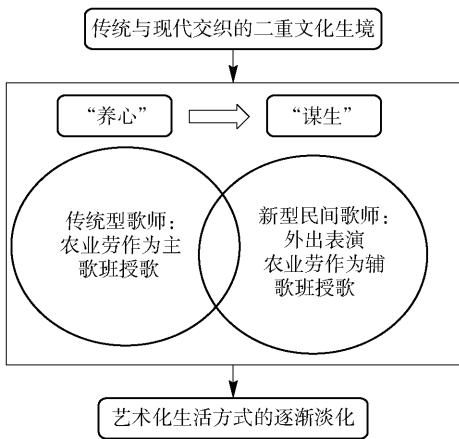 传统与现代交织的二重文化生境
“养心”
“谋生”
传统型歌师：
农业劳作为主
歌班授歌
新型民间歌师：
外出表演
农业劳作为辅
歌班授歌
艺术化生活方式的逐渐淡化